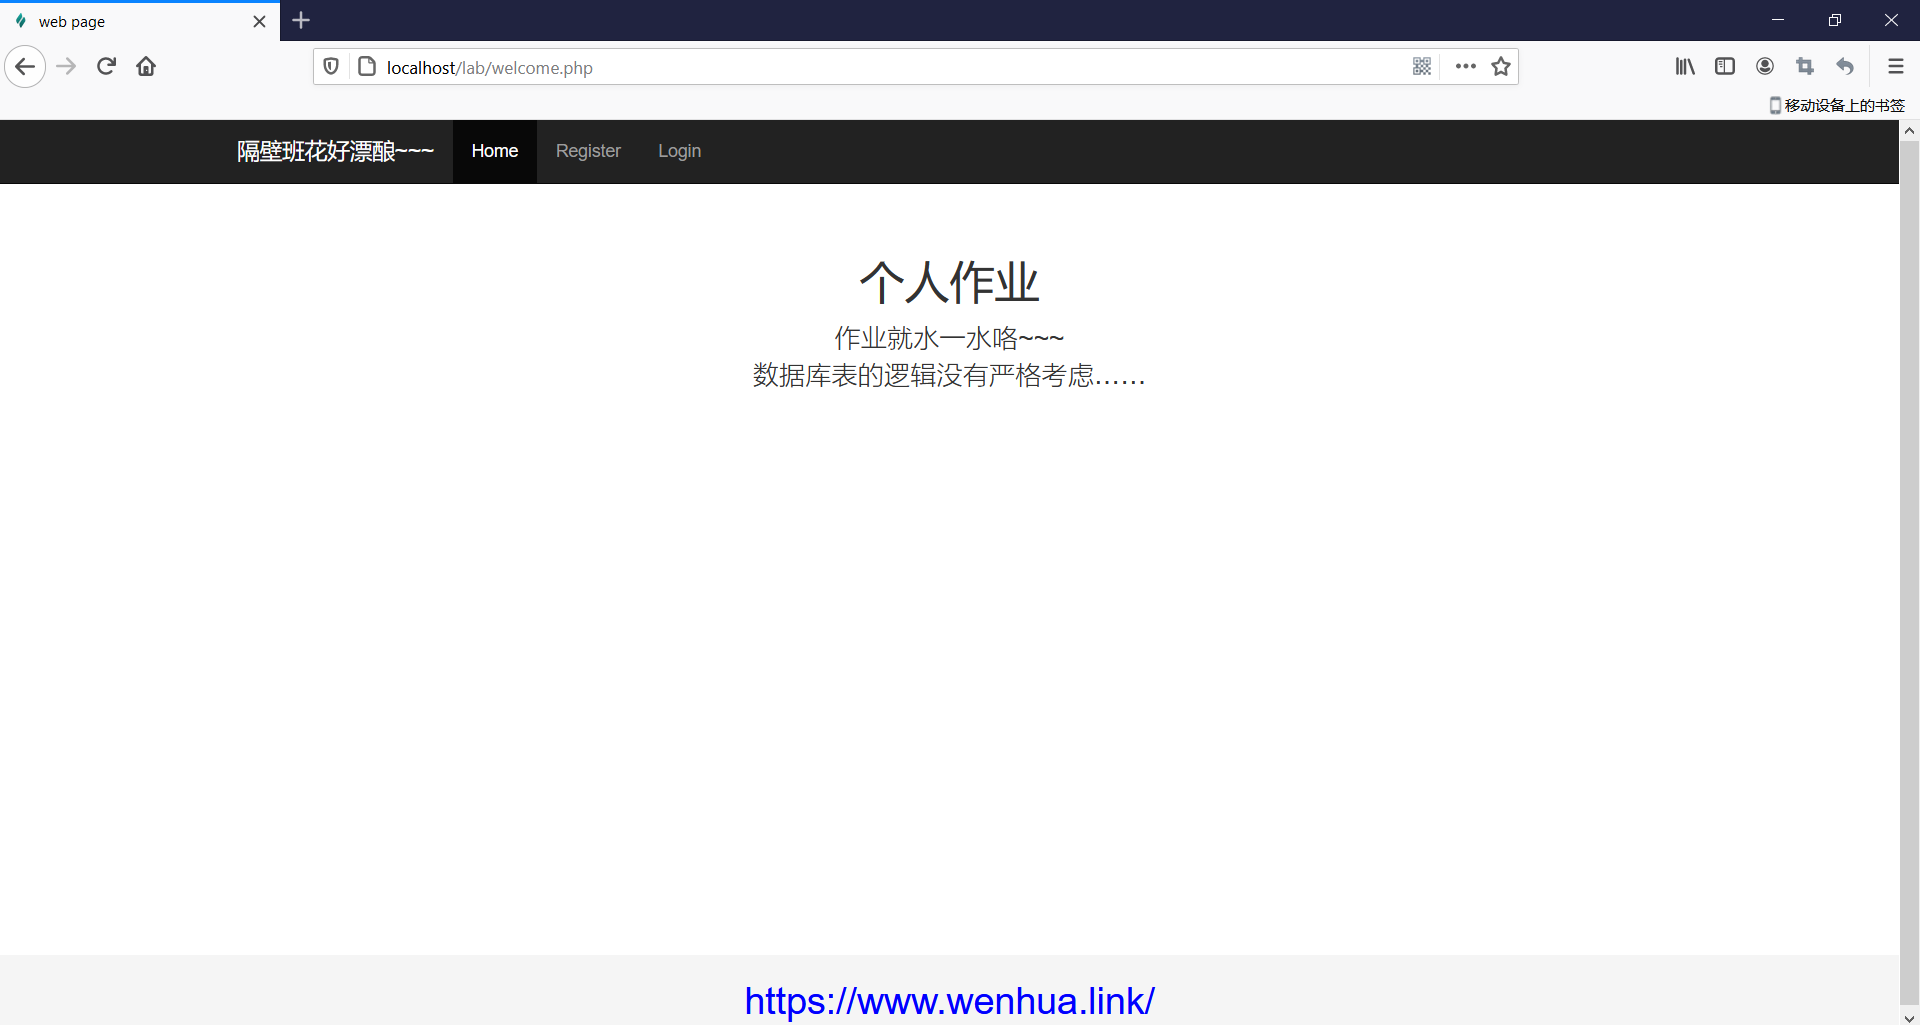 web page
localhost/lab/welcome.php
移动设备上的书签
隔壁班花好漂酿~~~ Home Register Login
个人作业
作业就水一水咯~~~
数据库表的逻辑没有严格考虑……
https://www.wenhua.link/